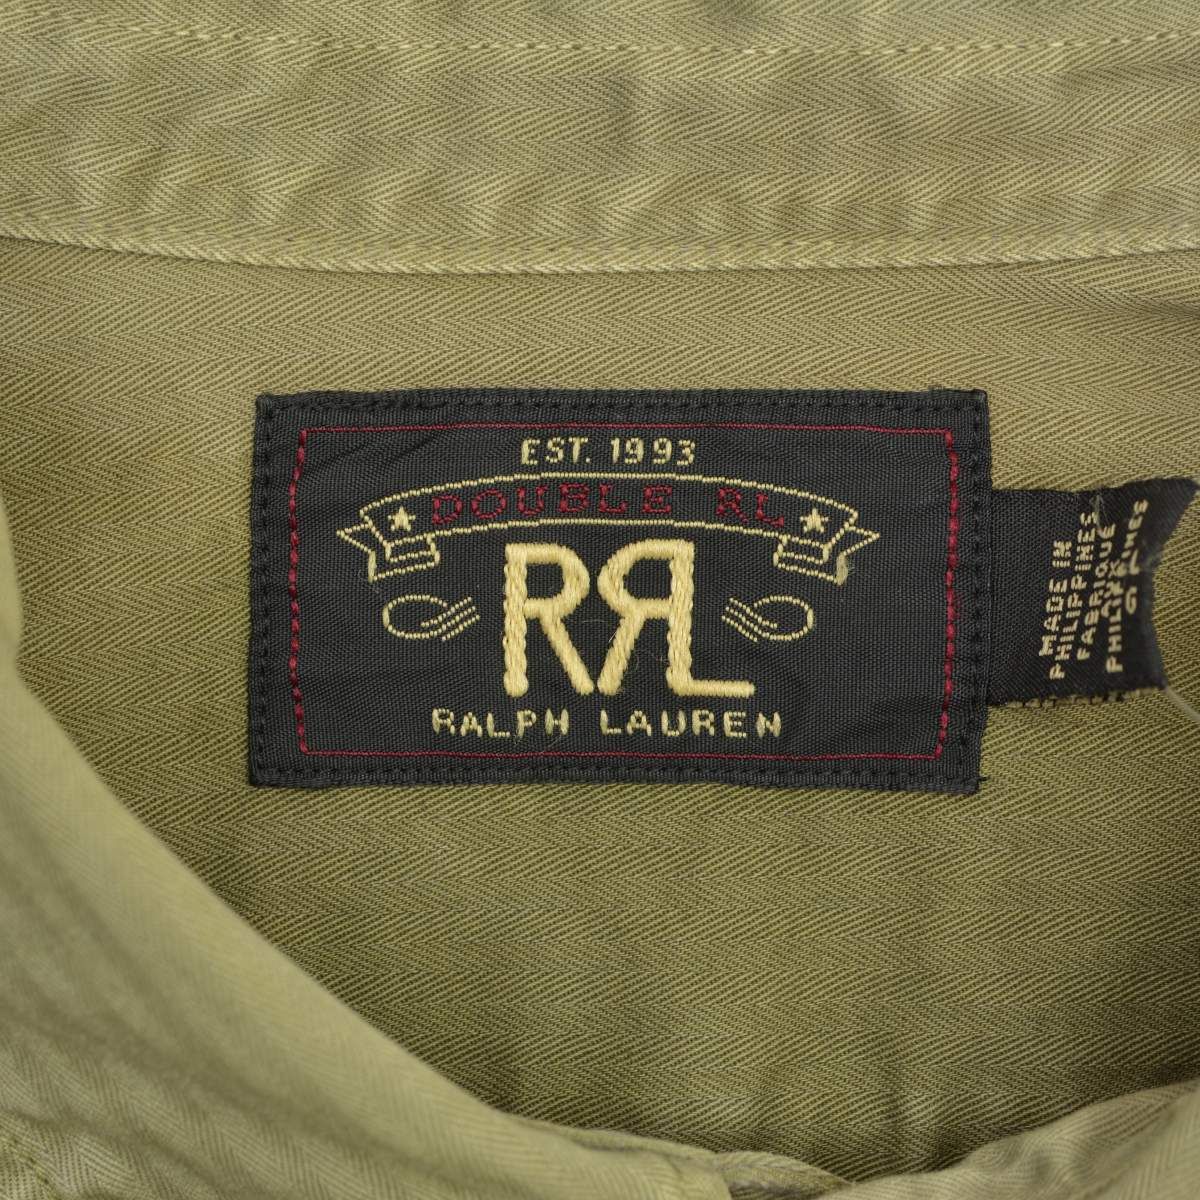 EST. 1993
DOUBLE RL
RRL
RALPH LAUREN
MADE IN
PHILIPPINES
FABRIQUE
AUX
PHILIPPINES